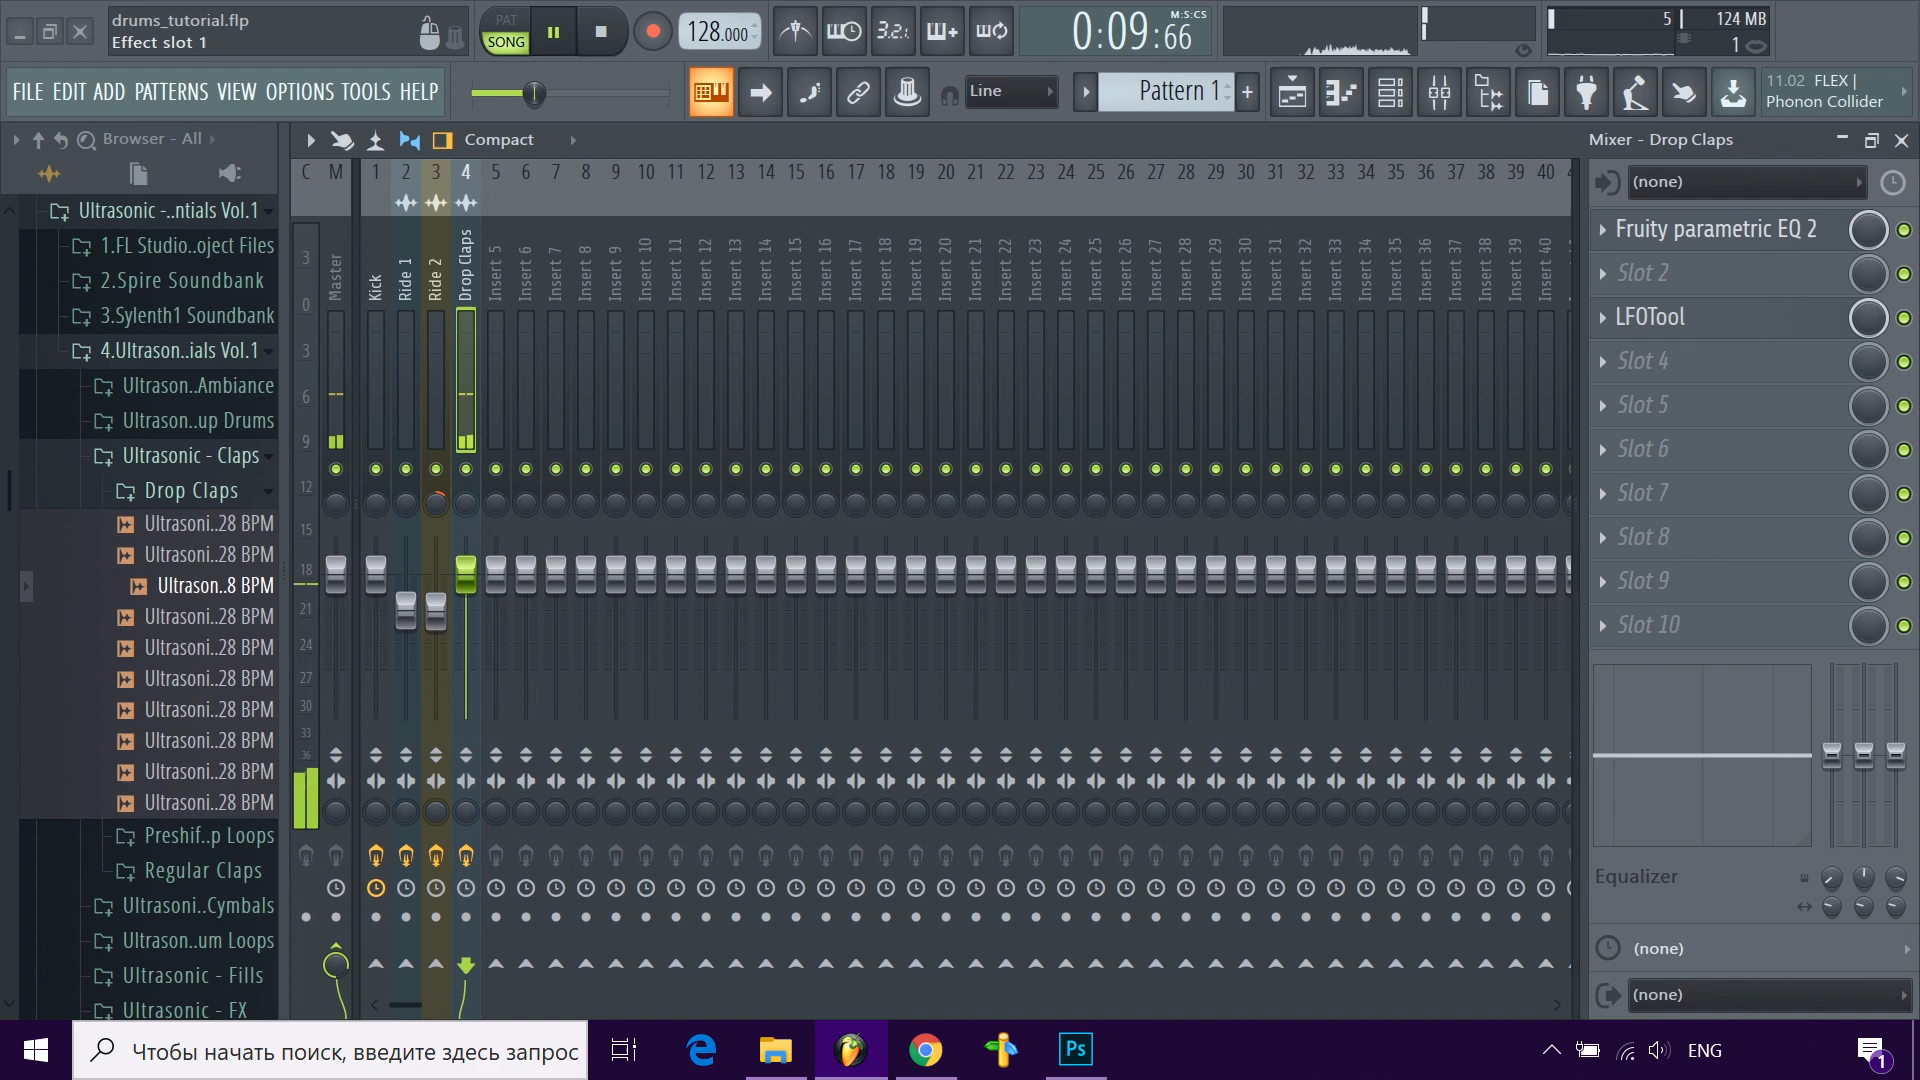 drums_tutorial.flp
Effect slot 1
PAT
SONG
128.000
3.2.
0:09:66
M:S:CS
5
124 MB
1
FILE EDIT ADD PATTERNS VIEW OPTIONS TOOLS HELP
Line
Pattern 1
11.02 FLEX |
Phonon Collider
Browser - All
Compact
Mixer - Drop Claps
C M 1 2 3 4 5 6 7 8 9 10 11 12 13 14 15 16 17 18 19 20 21 22 23 24 25 26 27 28 29 30 31 32 33 34 35 36 37 38 39 40
Ultrasonic -..ntials Vol.1
1.FL Studio..oject Files
2.Spire Soundbank
3.Sylenth1 Soundbank
4.Ultrason..ials Vol.1
Ultrason..Ambiance
Ultrason..up Drums
Ultrasonic - Claps
Drop Claps
Ultrasoni..28 BPM
Ultrasoni..28 BPM
Ultrason..8 BPM
Ultrasoni..28 BPM
Ultrasoni..28 BPM
Ultrasoni..28 BPM
Ultrasoni..28 BPM
Ultrasoni..28 BPM
Ultrasoni..28 BPM
Ultrasoni..28 BPM
Preshif..p Loops
Regular Claps
Ultrasoni..Cymbals
Ultrason..um Loops
Ultrasonic - Fills
Ultrasonic - FX
3
0
3
6
9
12
15
18
21
24
27
30
33
36
Master
Kick
Ride 1
Ride 2
Drop Claps
Insert 5
Insert 6
Insert 7
Insert 8
Insert 9
Insert 10
Insert 11
Insert 12
Insert 13
Insert 14
Insert 15
Insert 16
Insert 17
Insert 18
Insert 19
Insert 20
Insert 21
Insert 22
Insert 23
Insert 24
Insert 25
Insert 26
Insert 27
Insert 28
Insert 29
Insert 30
Insert 31
Insert 32
Insert 33
Insert 34
Insert 35
Insert 36
Insert 37
Insert 38
Insert 39
Insert 40
(none)
Fruity parametric EQ 2
Slot 2
LFOTool
Slot 4
Slot 5
Slot 6
Slot 7
Slot 8
Slot 9
Slot 10
Equalizer
(none)
(none)
Чтобы начать поиск, введите здесь запрос
Ps
ENG
1